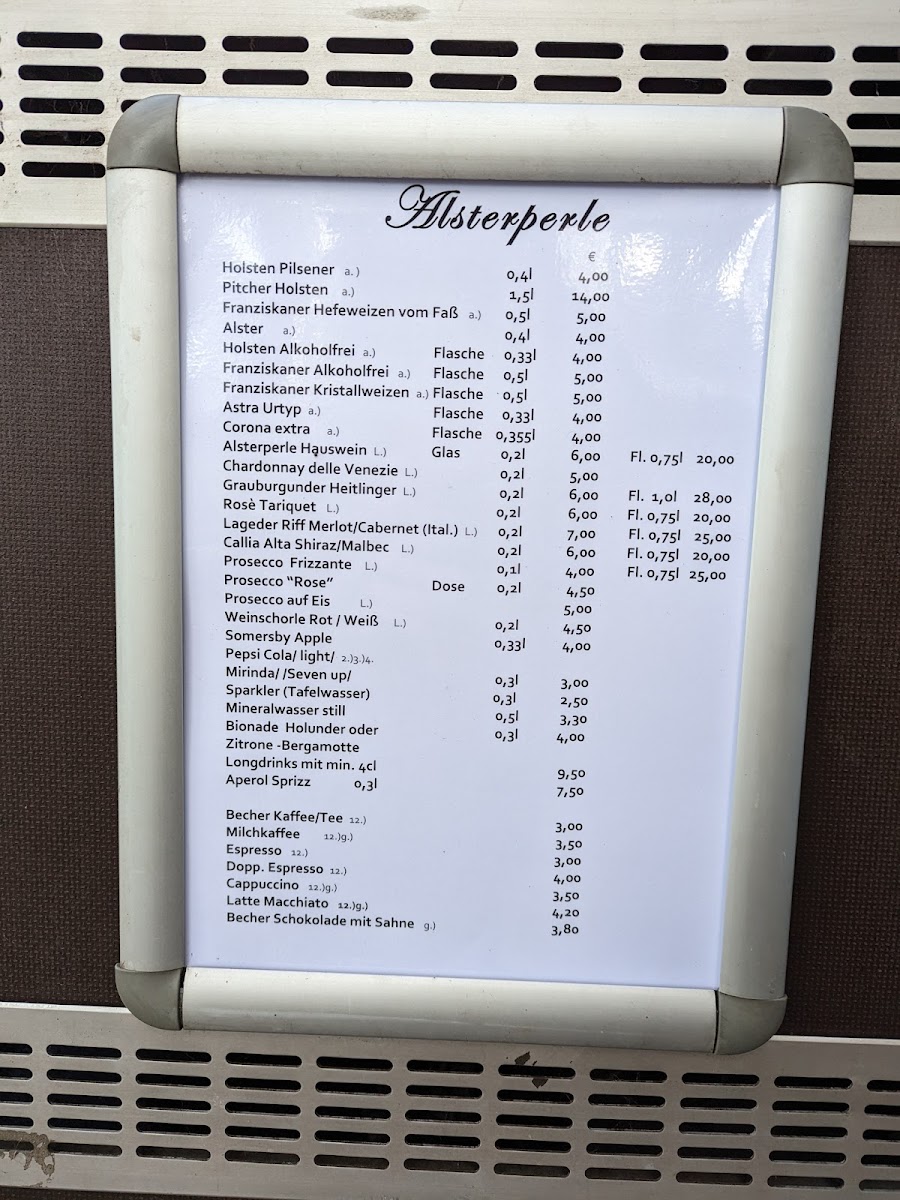 Alsterperle
€
Holsten Pilsener a.) 0,4l 4,00
Pitcher Holsten a.) 1,5l 14,00
Franziskaner Hefeweizen vom Faß a.) 0,5l 5,00
Alster a.) 0,4l 4,00
Holsten Alkoholfrei a.) Flasche 0,33l 4,00
Franziskaner Alkoholfrei a.) Flasche 0,5l 5,00
Franziskaner Kristallweizen a.) Flasche 0,5l 5,00
Astra Urtyp a.) Flasche 0,33l 4,00
Corona extra a.) Flasche 0,355l 4,00
Alsterperle Hauswein L.) Glas 0,2l 6,00 Fl. 0,75l 20,00
Chardonnay delle Venezie L.) 0,2l 5,00
Grauburgunder Heitlinger L.) 0,2l 6,00 Fl. 1,0l 28,00
Rosè Tariquet L.) 0,2l 6,00 Fl. 0,75l 20,00
Lageder Riff Merlot/Cabernet (Ital.) L.) 0,2l 7,00 Fl. 0,75l 25,00
Callia Alta Shiraz/Malbec L.) 0,2l 6,00 Fl. 0,75l 20,00
Prosecco Frizzante L.) 0,1l 4,00 Fl. 0,75l 25,00
Prosecco “Rose” Dose 0,2l 4,50
Prosecco auf Eis L.) 5,00
Weinschorle Rot / Weiß L.) 0,2l 4,50
Somersby Apple 0,33l 4,00
Pepsi Cola/ light/ 2.)3.)4.
Mirinda/ /Seven up/ 0,3l 3,00
Sparkler (Tafelwasser) 0,3l 2,50
Mineralwasser still 0,5l 3,30
Bionade Holunder oder 0,3l 4,00
Zitrone -Bergamotte
Longdrinks mit min. 4cl 9,50
Aperol Sprizz 0,3l 7,50
Becher Kaffee/Tee 12.) 3,00
Milchkaffee 12.)g.) 3,50
Espresso 12.) 3,00
Dopp. Espresso 12.) 4,00
Cappuccino 12.)g.) 3,50
Latte Macchiato 12.)g.) 4,20
Becher Schokolade mit Sahne g.) 3,80